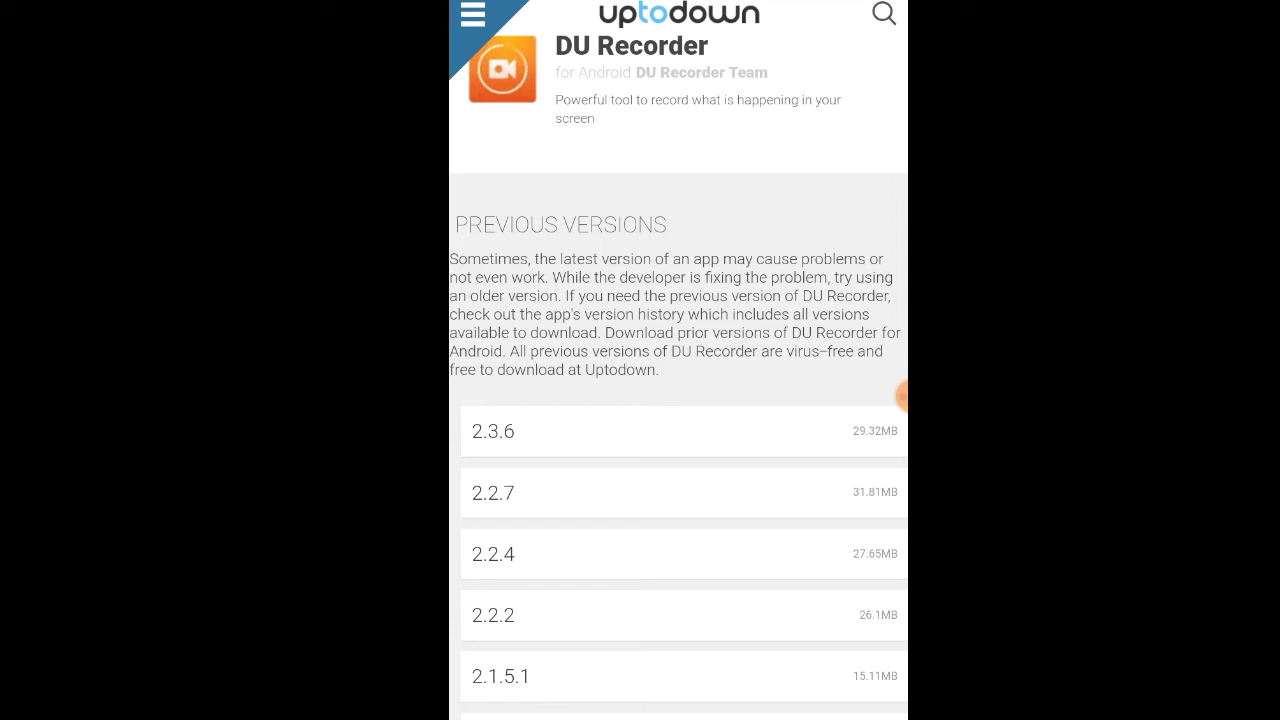 uptodown
DU Recorder
for Android DU Recorder Team
Powerful tool to record what is happening in your
screen
PREVIOUS VERSIONS
Sometimes, the latest version of an app may cause problems or
not even work. While the developer is fixing the problem, try using
an older version. If you need the previous version of DU Recorder,
check out the app's version history which includes all versions
available to download. Download prior versions of DU Recorder for
Android. All previous versions of DU Recorder are virus-free and
free to download at Uptodown.
2.3.6 29.32MB
2.2.7 31.81MB
2.2.4 27.65MB
2.2.2 26.1MB
2.1.5.1 15.11MB